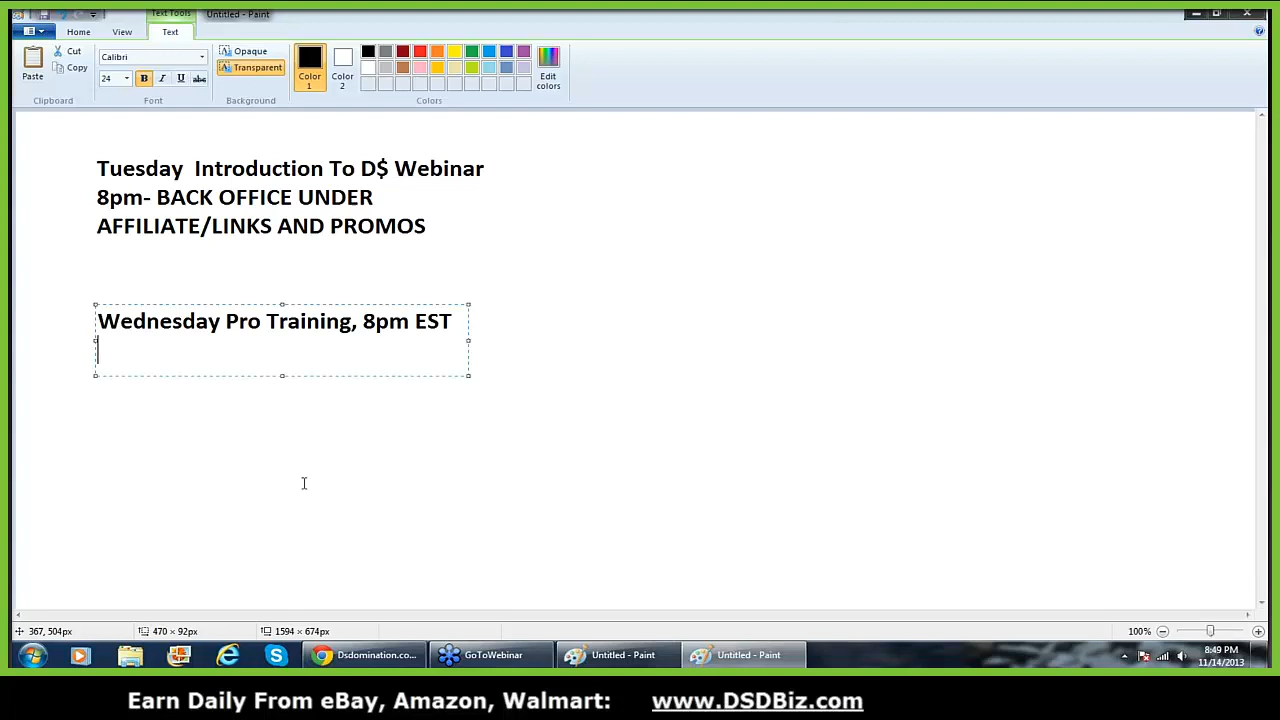 Text Tools
Untitled - Paint
Home View Text
Paste
Cut
Copy
Clipboard
Calibri
24 B I U abc
Font
Opaque
Transparent
Background
Color 1
Color 2
Edit colors
Colors
Tuesday  Introduction To D$ Webinar
8pm- BACK OFFICE UNDER
AFFILIATE/LINKS AND PROMOS
Wednesday Pro Training, 8pm EST
367, 504px 470 × 92px 1594 × 674px 100%
Dsdomination.co... GoToWebinar Untitled - Paint Untitled - Paint
8:49 PM
11/14/2013
Earn Daily From eBay, Amazon, Walmart: www.DSDBiz.com